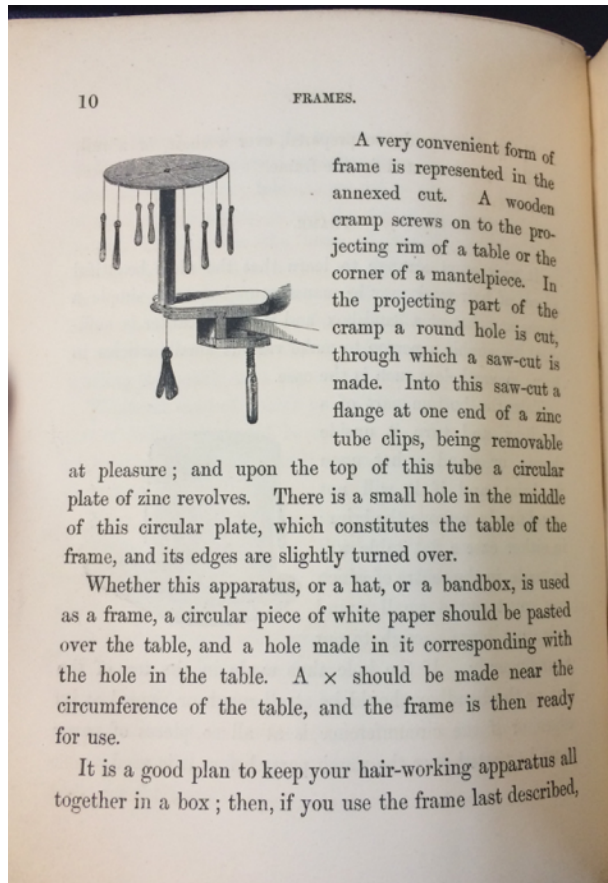 10
FRAMES.
A very convenient form of
frame is represented in the
annexed cut. A wooden
cramp screws on to the pro-
jecting rim of a table or the
corner of a mantelpiece. In
the projecting part of the
cramp a round hole is cut,
through which a saw-cut is
made. Into this saw-cut a
flange at one end of a zinc
tube clips, being removable
at pleasure; and upon the top of this tube a circular
plate of zinc revolves. There is a small hole in the middle
of this circular plate, which constitutes the table of the
frame, and its edges are slightly turned over.
Whether this apparatus, or a hat, or a bandbox, is used
as a frame, a circular piece of white paper should be pasted
over the table, and a hole made in it corresponding with
the hole in the table. A × should be made near the
circumference of the table, and the frame is then ready
for use.
It is a good plan to keep your hair-working apparatus all
together in a box; then, if you use the frame last described,